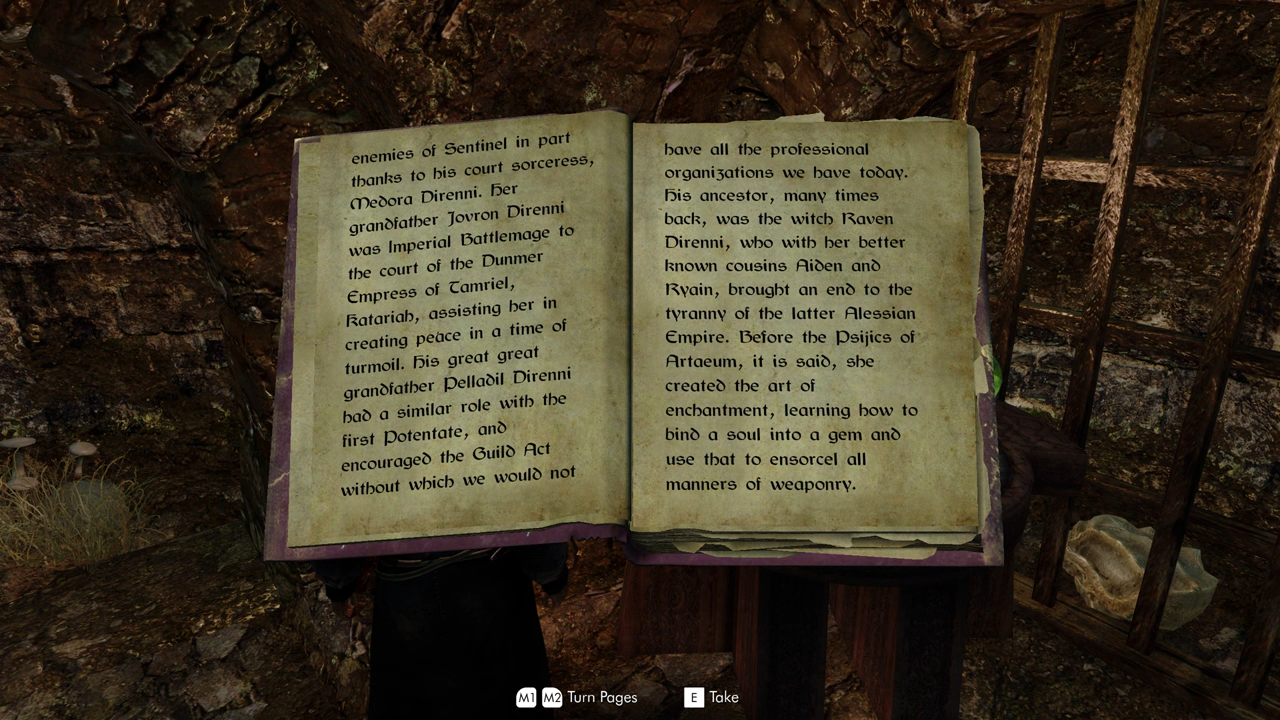 enemies of Sentinel in part
thanks to his court sorceress,
Medora Direnni. Her
grandfather Jovron Direnni
was Imperial Battlemage to
the court of the Dunmer
Empress of Tamriel,
Katariah, assisting her in
creating peace in a time of
turmoil. His great great
grandfather Pelladil Direnni
had a similar role with the
first Potentate, and
encouraged the Guild Act
without which we would not
have all the professional
organizations we have today.
His ancestor, many times
back, was the witch Raven
Direnni, who with her better
known cousins Aiden and
Ryain, brought an end to the
tyranny of the latter Alessian
Empire. Before the Psijics of
Artaeum, it is said, she
created the art of
enchantment, learning how to
bind a soul into a gem and
use that to ensorcel all
manners of weaponry.
M1 M2 Turn Pages E Take